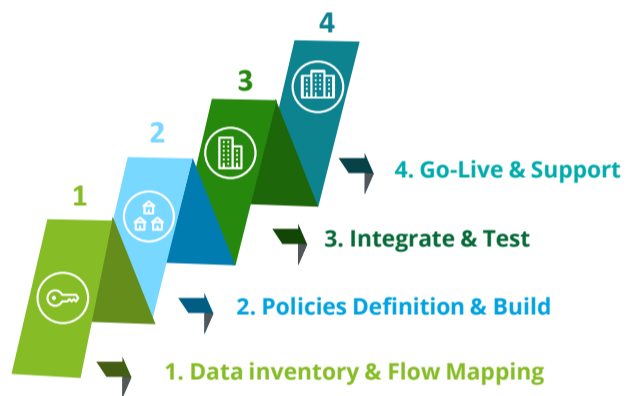 4
3
2
1
4. Go-Live & Support
3. Integrate & Test
2. Policies Definition & Build
1. Data inventory & Flow Mapping